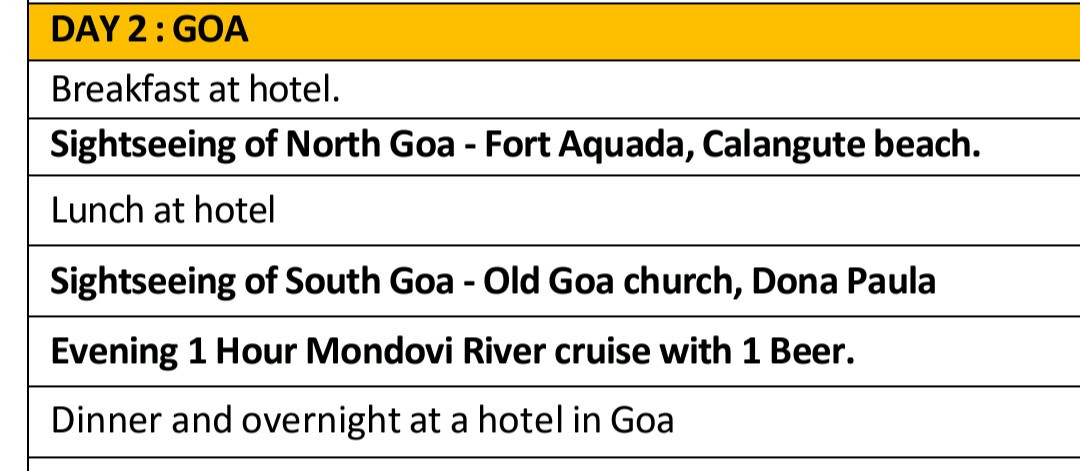 DAY 2 : GOA
Breakfast at hotel.
Sightseeing of North Goa - Fort Aquada, Calangute beach.
Lunch at hotel
Sightseeing of South Goa - Old Goa church, Dona Paula
Evening 1 Hour Mondovi River cruise with 1 Beer.
Dinner and overnight at a hotel in Goa